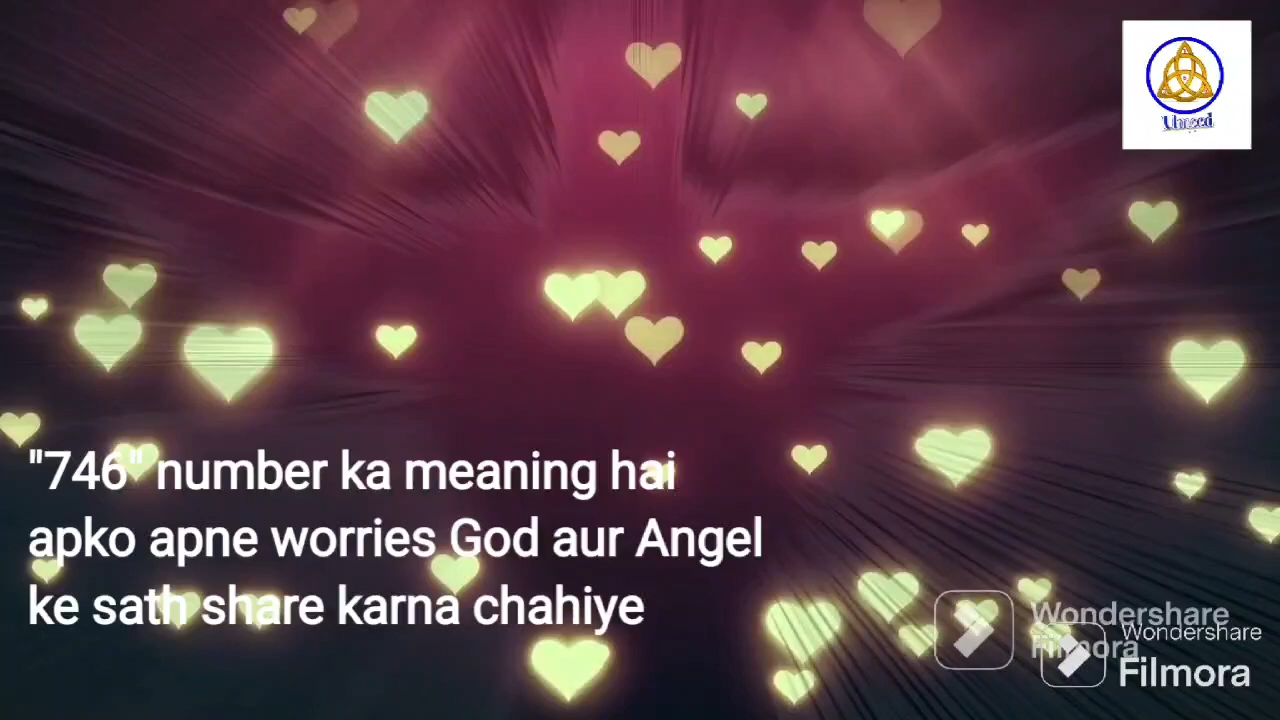 "746" number ka meaning hai
apko apne worries God aur Angel
ke sath share karna chahiye
Wondershare
Filmora
Wondershare
Filmora